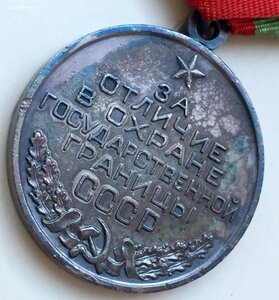 ЗА
ОТЛИЧИЕ
В ОХРАНЕ
ГОСУДАРСТВЕННОЙ
ГРАНИЦЫ
СССР